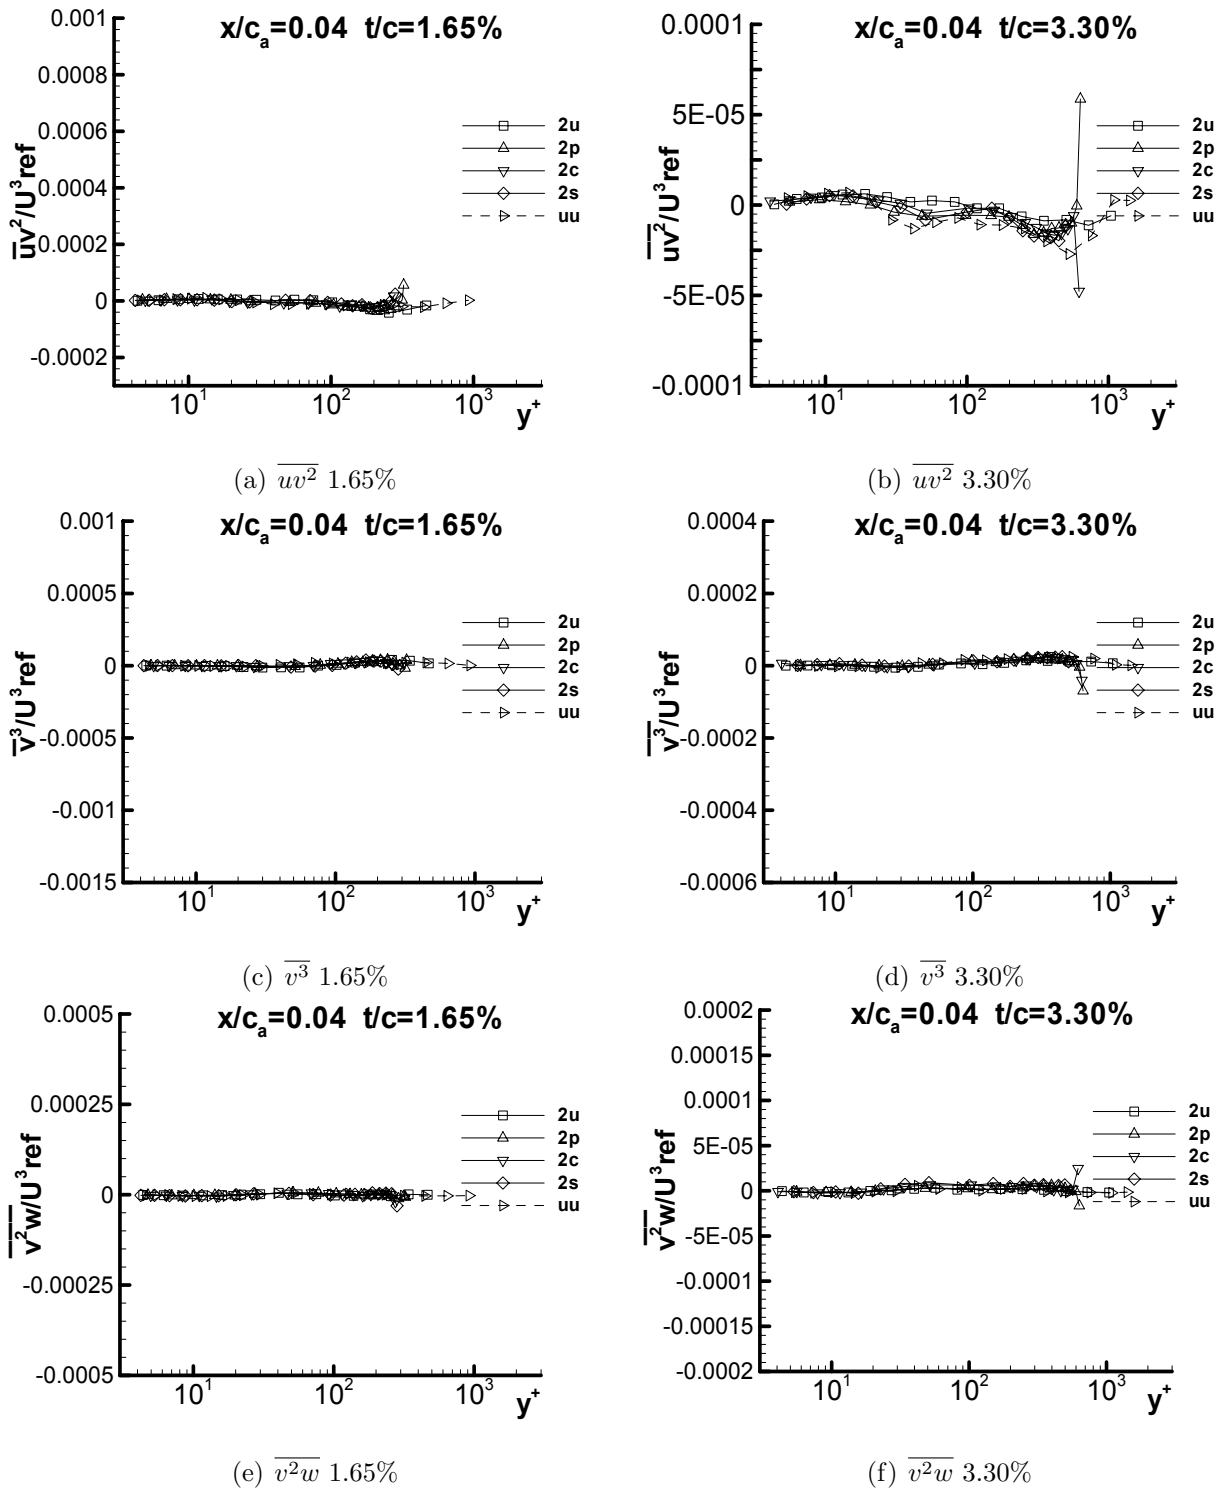 x/cₐ=0.04 t/c=1.65%
0.001
0.0008
0.0006
0.0004
0.0002
0
-0.0002
uv²/U³ref
2u
2p
2c
2s
uu
10¹ 10² 10³
y⁺
(a) uv² 1.65%
x/cₐ=0.04 t/c=3.30%
0.0001
5E-05
0
-5E-05
-0.0001
uv²/U³ref
2u
2p
2c
2s
uu
10¹ 10² 10³
y⁺
(b) uv² 3.30%
x/cₐ=0.04 t/c=1.65%
0.001
0.0005
0
-0.0005
-0.001
-0.0015
v³/U³ref
2u
2p
2c
2s
uu
10¹ 10² 10³
y⁺
(c) v³ 1.65%
x/cₐ=0.04 t/c=3.30%
0.0004
0.0002
0
-0.0002
-0.0004
-0.0006
v³/U³ref
2u
2p
2c
2s
uu
10¹ 10² 10³
y⁺
(d) v³ 3.30%
x/cₐ=0.04 t/c=1.65%
0.0005
0.00025
0
-0.00025
-0.0005
v²w/U³ref
2u
2p
2c
2s
uu
10¹ 10² 10³
y⁺
(e) v²w 1.65%
x/cₐ=0.04 t/c=3.30%
0.0002
0.00015
0.0001
5E-05
0
-5E-05
-0.0001
-0.00015
-0.0002
v²w/U³ref
2u
2p
2c
2s
uu
10¹ 10² 10³
y⁺
(f) v²w 3.30%